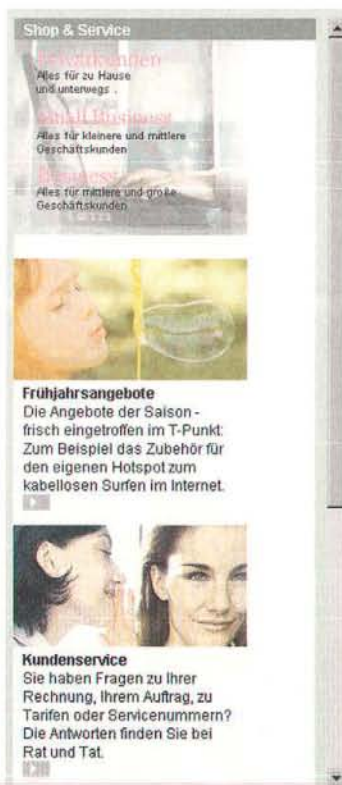 Shop & Service
Privatkunden
Alles für zu Hause
und unterwegs .
Small Business
Alles für kleinere und mittlere
Geschäftskunden
Business
Alles für mittlere und große
Geschäftskunden
Frühjahrsangebote
Die Angebote der Saison -
frisch eingetroffen im T-Punkt:
Zum Beispiel das Zubehör für
den eigenen Hotspot zum
kabellosen Surfen im Internet.
Kundenservice
Sie haben Fragen zu Ihrer
Rechnung, Ihrem Auftrag, zu
Tarifen oder Servicenummern?
Die Antworten finden Sie bei
Rat und Tat.